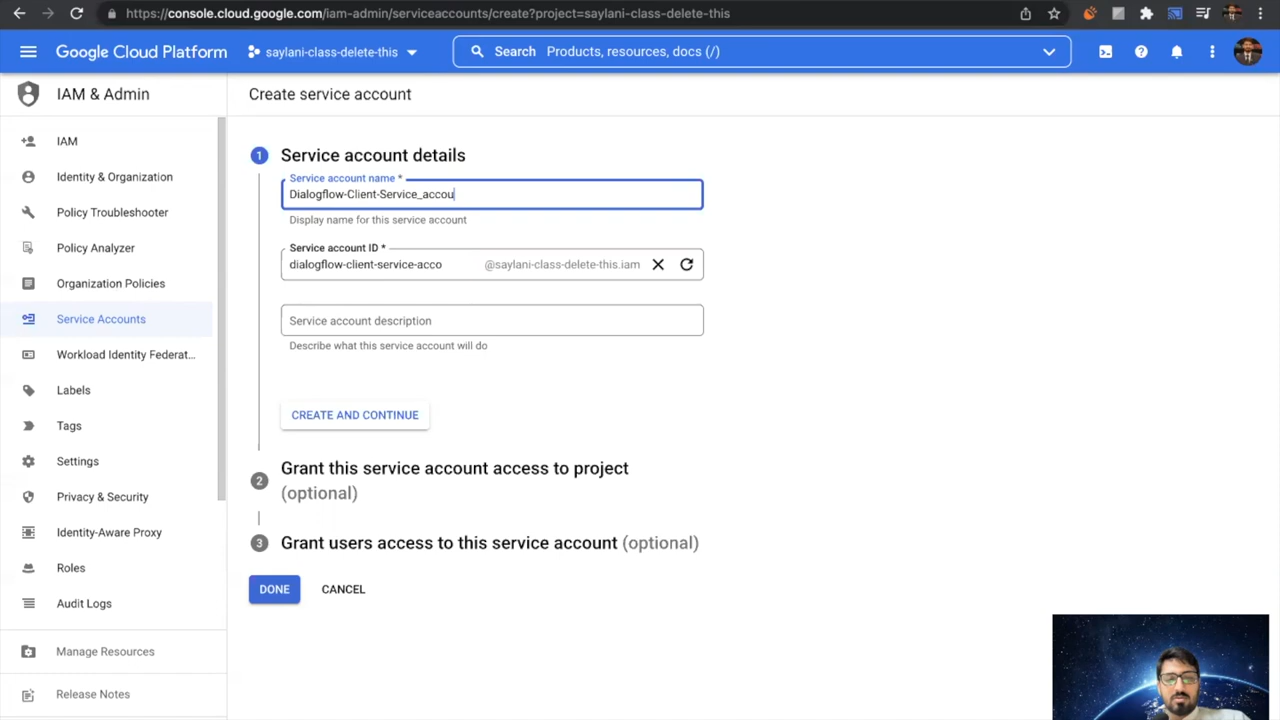 https://console.cloud.google.com/iam-admin/serviceaccounts/create?project=saylani-class-delete-this
Google Cloud Platform
saylani-class-delete-this
Search Products, resources, docs (/)
IAM & Admin
Create service account
IAM
Identity & Organization
Policy Troubleshooter
Policy Analyzer
Organization Policies
Service Accounts
Workload Identity Federat...
Labels
Tags
Settings
Privacy & Security
Identity-Aware Proxy
Roles
Audit Logs
Manage Resources
Release Notes
1 Service account details
Service account name *
Dialogflow-Client-Service_accou
Display name for this service account
Service account ID *
dialogflow-client-service-acco @saylani-class-delete-this.iam
Service account description
Describe what this service account will do
CREATE AND CONTINUE
2 Grant this service account access to project
(optional)
3 Grant users access to this service account (optional)
DONE CANCEL